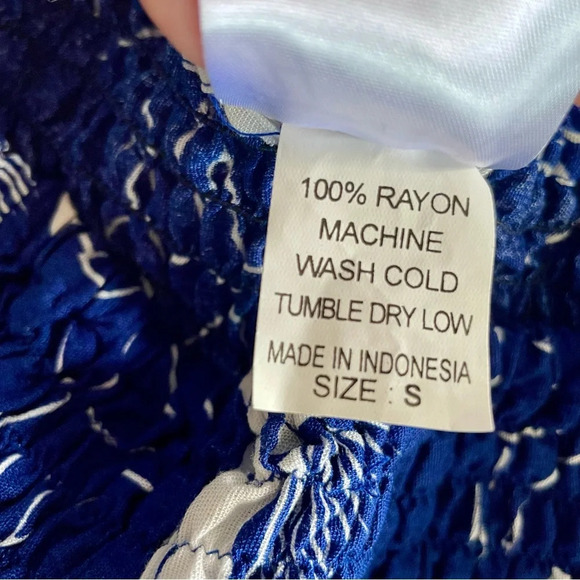 100% RAYON
MACHINE
WASH COLD
TUMBLE DRY LOW
MADE IN INDONESIA
SIZE : S